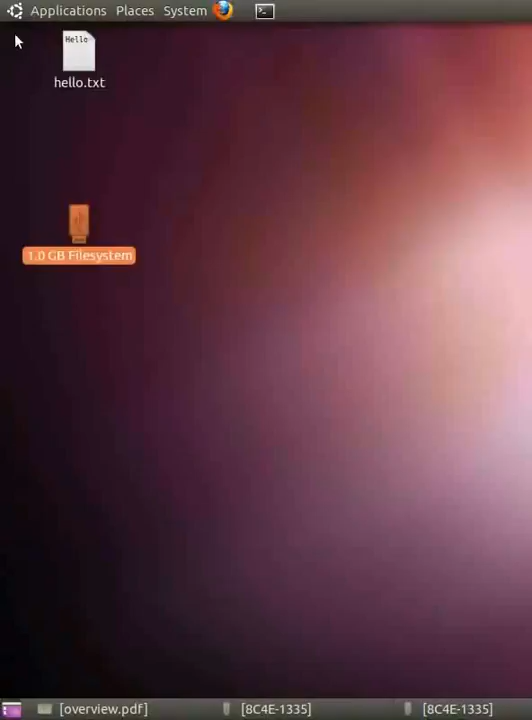 Applications Places System
Hello
hello.txt
1.0 GB Filesystem
[overview.pdf] [8C4E-1335] [8C4E-1335]